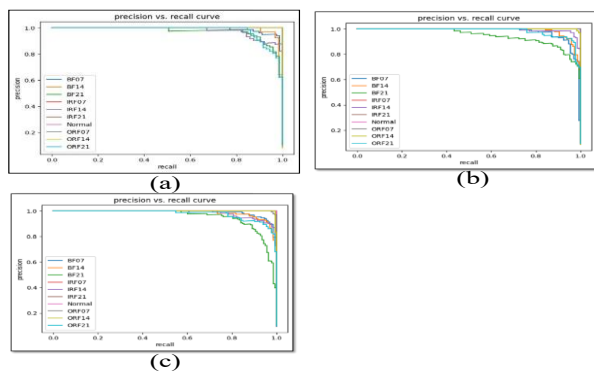 precision vs. recall curve
precision
1.0
0.8
0.6
0.4
0.2
BF07
BF14
BF21
IRF07
IRF14
IRF21
Normal
ORF07
ORF14
ORF21
0.0 0.2 0.4 0.6 0.8 1.0
recall
(a)
precision vs. recall curve
precision
1.0
0.8
0.6
0.4
0.2
BF07
BF14
BF21
IRF07
IRF14
IRF21
Normal
ORF07
ORF14
ORF21
0.0 0.2 0.4 0.6 0.8 1.0
recall
(b)
precision vs. recall curve
precision
1.0
0.8
0.6
0.4
0.2
BF07
BF14
BF21
IRF07
IRF14
IRF21
Normal
ORF07
ORF14
ORF21
0.0 0.2 0.4 0.6 0.8 1.0
recall
(c)